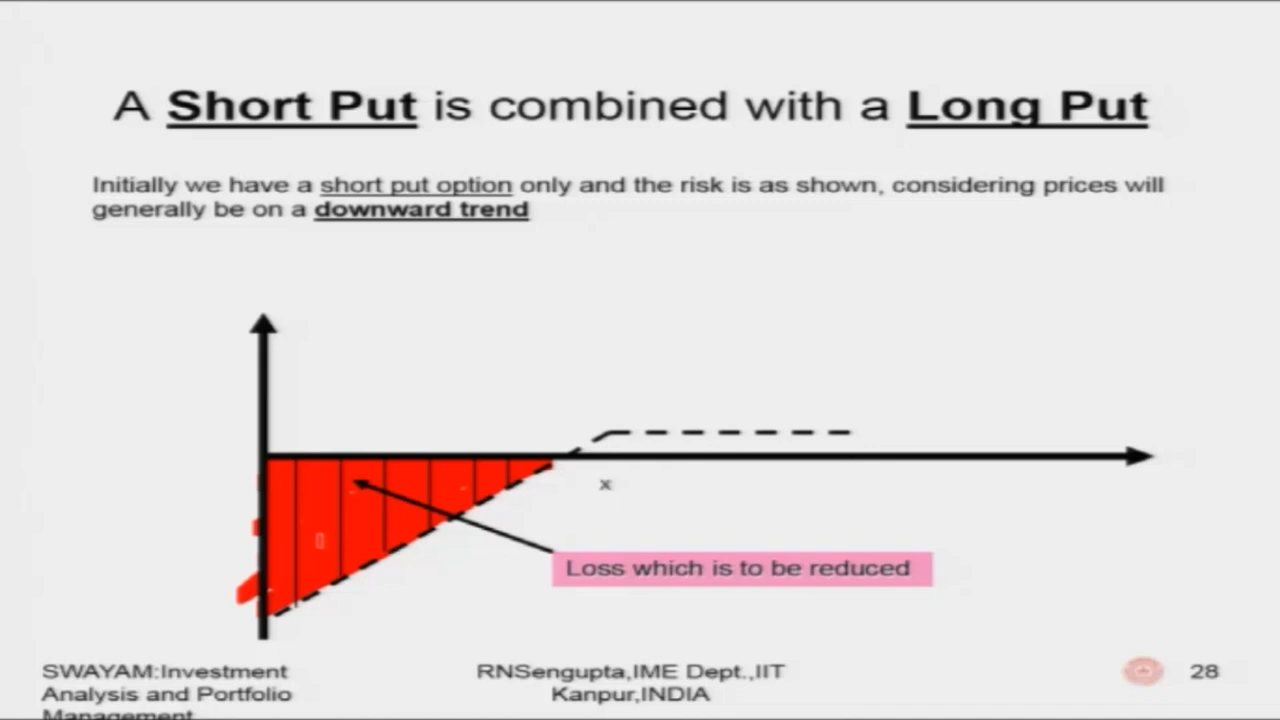 A Short Put is combined with a Long Put
Initially we have a short put option only and the risk is as shown, considering prices will
generally be on a downward trend
x
Loss which is to be reduced
SWAYAM:Investment
Analysis and Portfolio
Management
RNSengupta,IME Dept.,IIT
Kanpur,INDIA
28